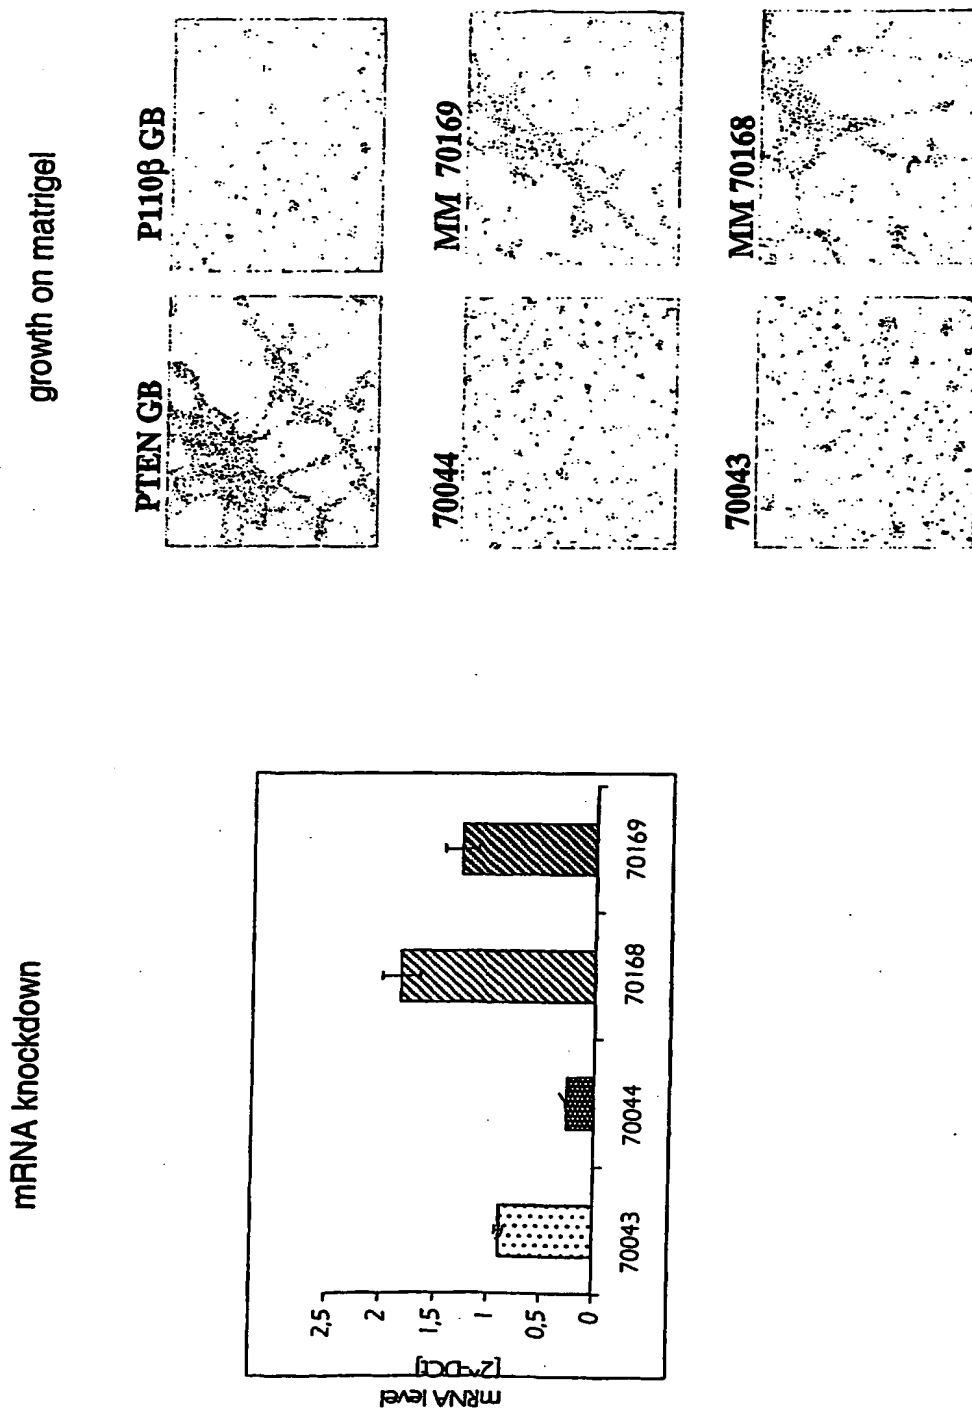 mRNA knockdown
mRNA level
[2^-DCt]
2,5
2
1,5
1
0,5
0
70043
70044
70168
70169
growth on matrigel
PTEN GB
P110β GB
70044
MM 70169
70043
MM 70168